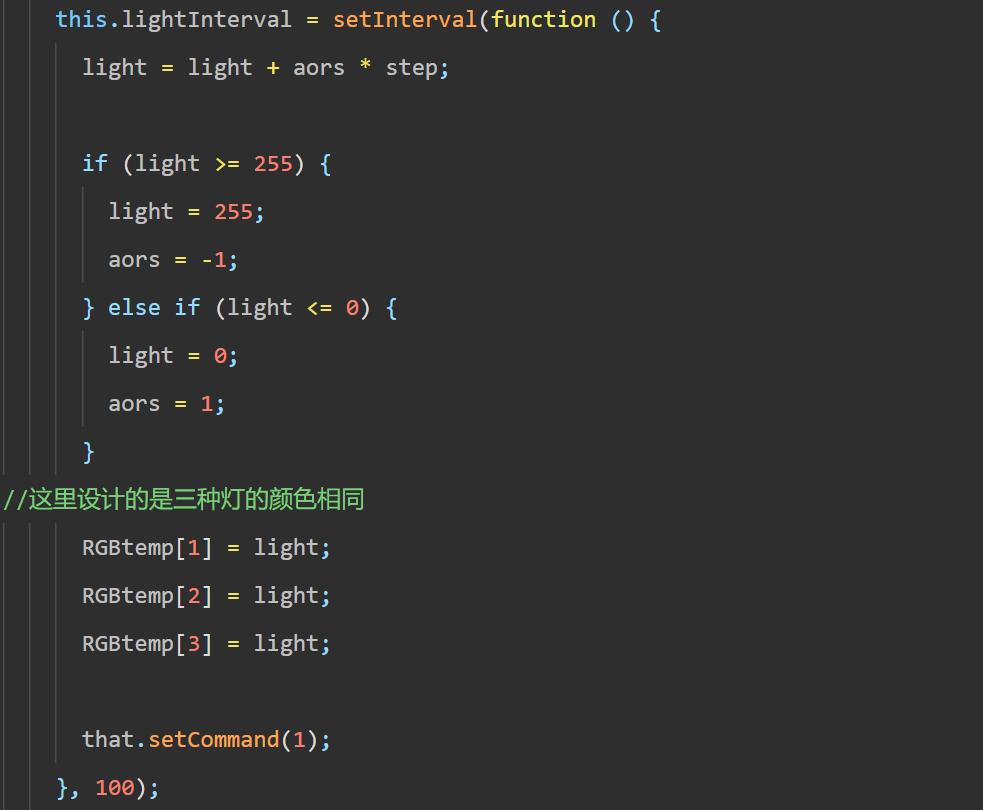 this.lightInterval = setInterval(function () {
light = light + aors * step;
if (light >= 255) {
light = 255;
aors = -1;
} else if (light <= 0) {
light = 0;
aors = 1;
}
//这里设计的是三种灯的颜色相同
RGBtemp[1] = light;
RGBtemp[2] = light;
RGBtemp[3] = light;
that.setCommand(1);
}, 100);